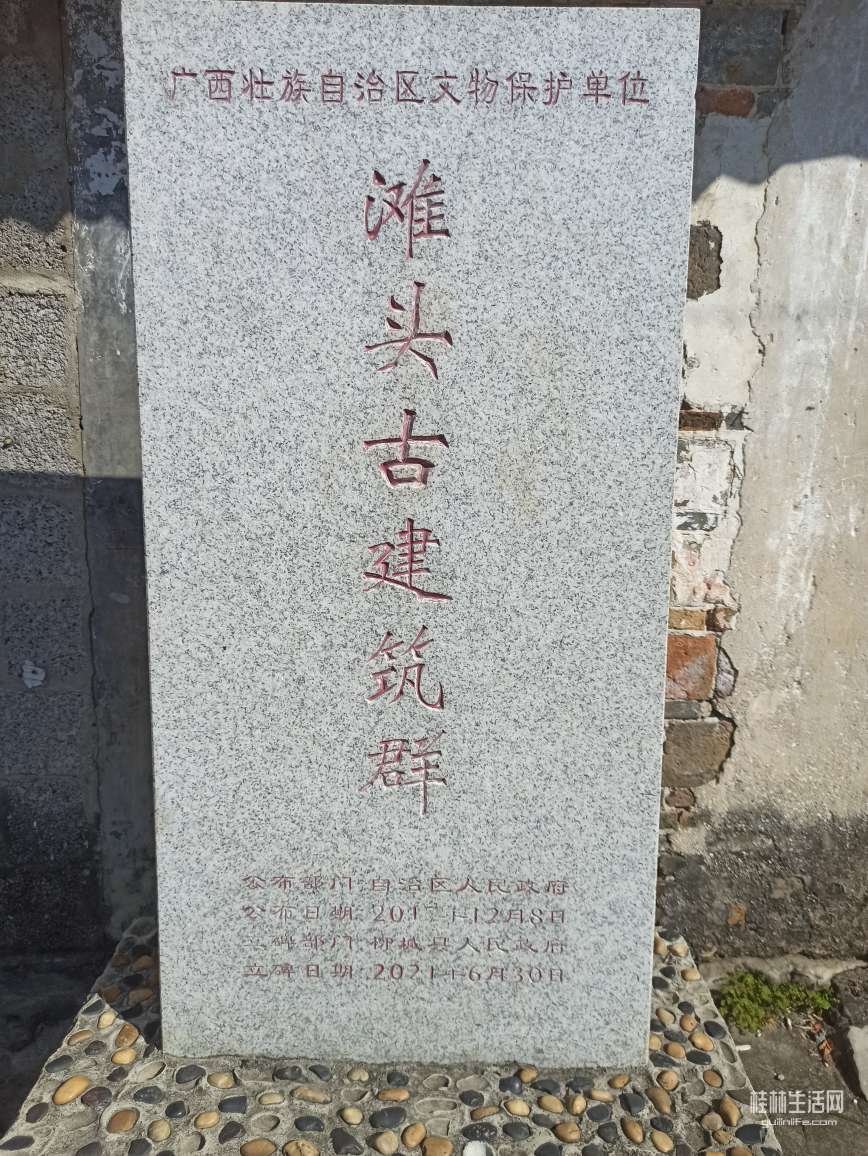 广西壮族自治区文物保护单位
滩头古建筑群
公布部门:自治区人民政府
公布日期:2017年12月8日
立碑部门:柳城县人民政府
立碑日期:2021年6月30日
桂林生活网
guilinlife.com